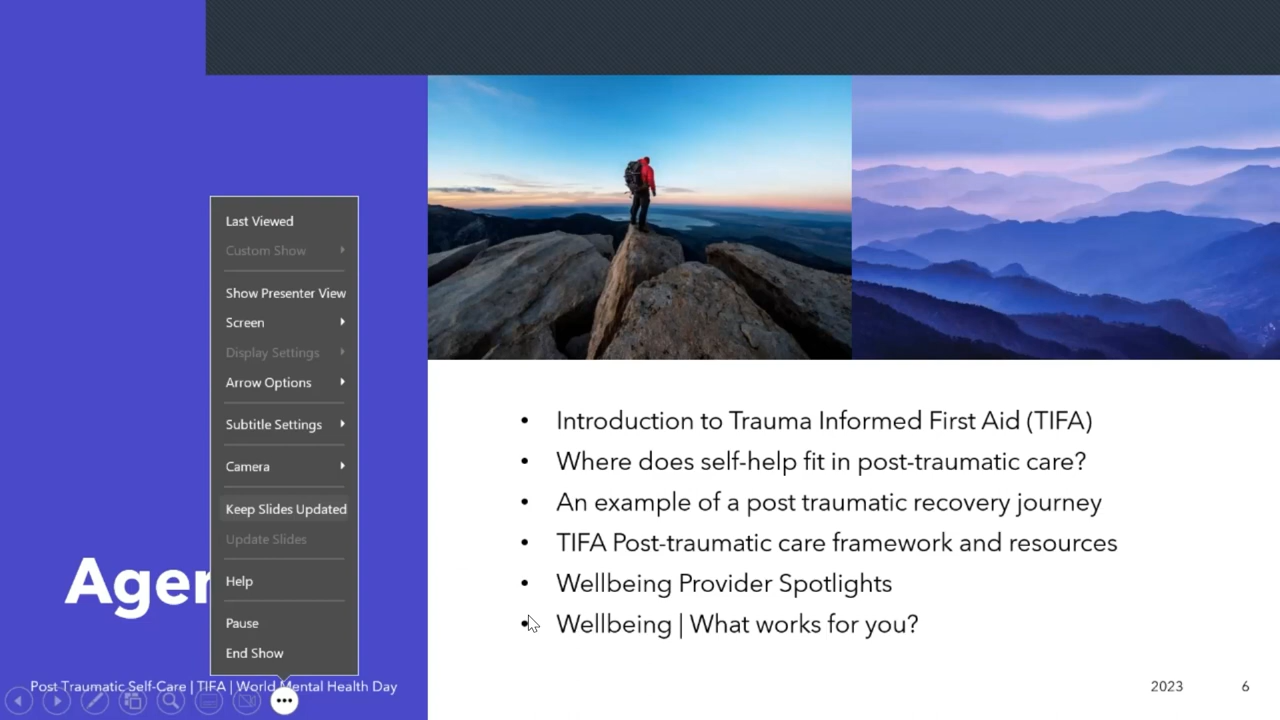 Last Viewed
Custom Show
Show Presenter View
Screen
Display Settings
Arrow Options
Subtitle Settings
Camera
Keep Slides Updated
Update Slides
Help
Pause
End Show
Agen
• Introduction to Trauma Informed First Aid (TIFA)
• Where does self-help fit in post-traumatic care?
• An example of a post traumatic recovery journey
• TIFA Post-traumatic care framework and resources
• Wellbeing Provider Spotlights
• Wellbeing | What works for you?
Post Traumatic Self-Care | TIFA | World Mental Health Day
2023
6